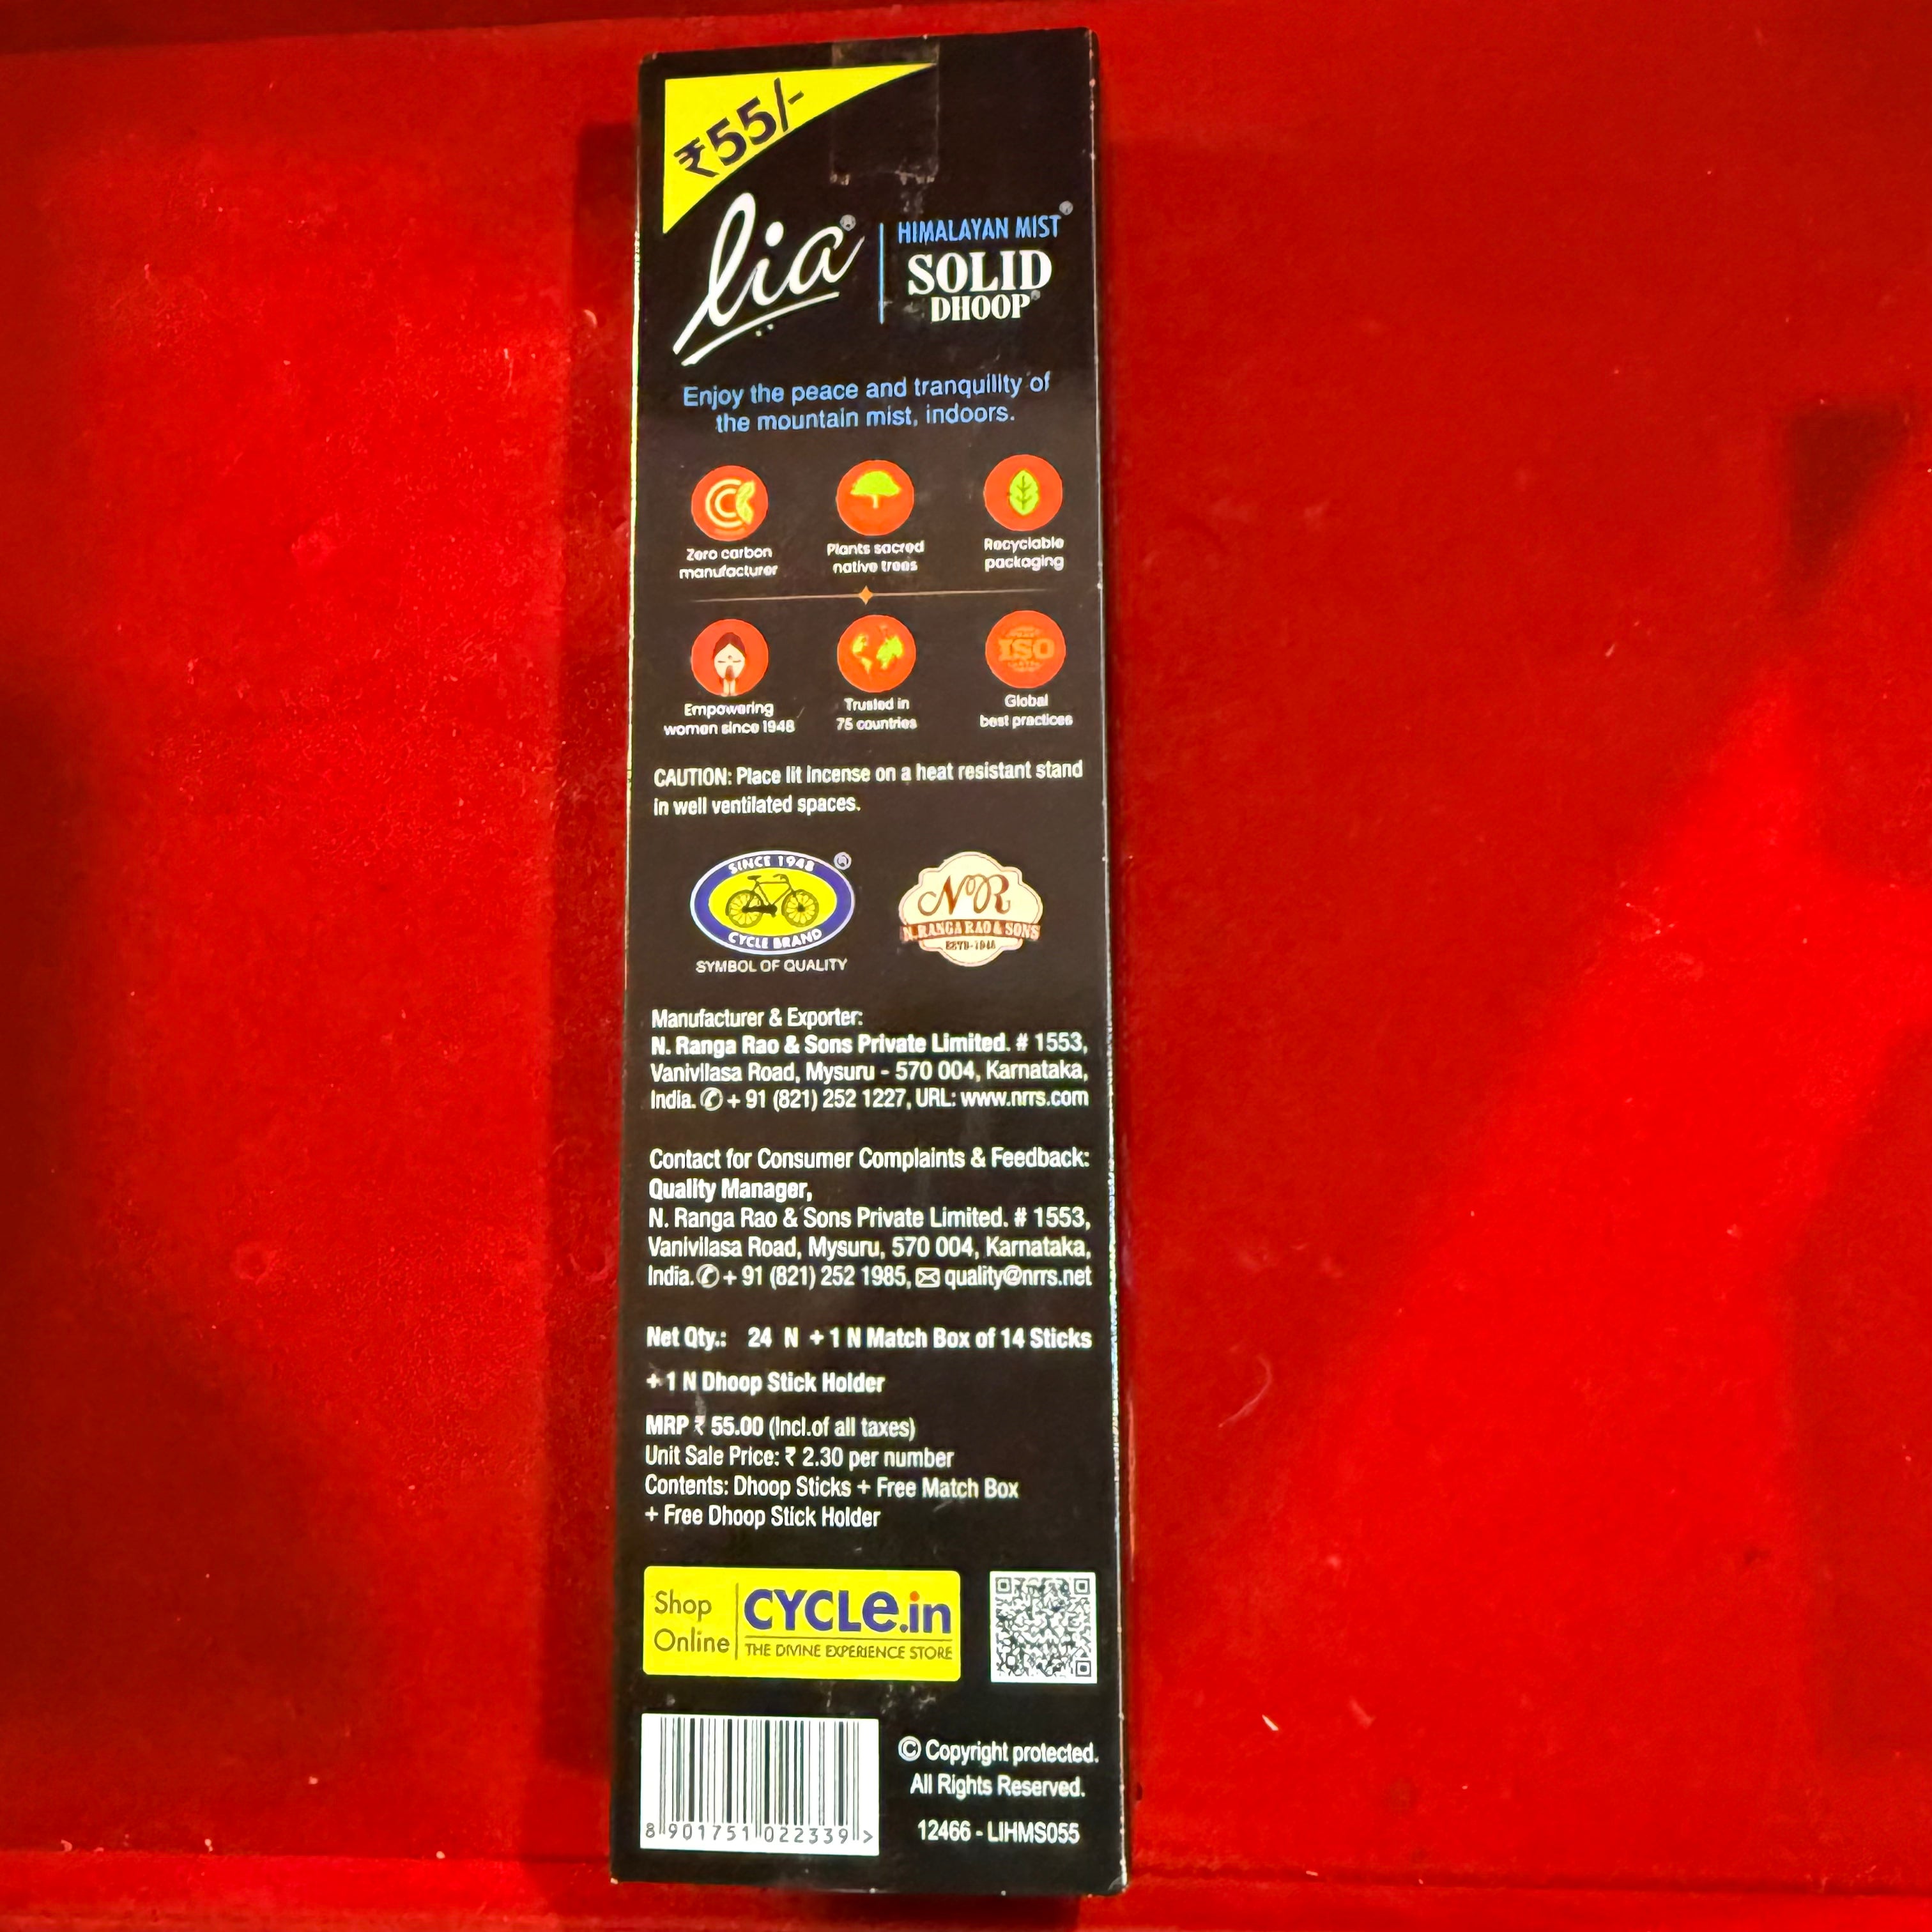 ₹55/-
lia®
HIMALAYAN MIST®
SOLID
DHOOP®
Enjoy the peace and tranquility of
the mountain mist, indoors.
Zero carbon
manufacturer
Plants sacred
native trees
Recyclable
packaging
Empowering
women since 1948
Trusted in
75 countries
ISO
Global
best practices
CAUTION: Place lit incense on a heat resistant stand
in well ventilated spaces.
SINCE 1948 ®
CYCLE BRAND
SYMBOL OF QUALITY
NR
N. RANGA RAO & SONS
ESTD-1948
Manufacturer & Exporter:
N. Ranga Rao & Sons Private Limited. # 1553,
Vanivilasa Road, Mysuru - 570 004, Karnataka,
India. ✆ + 91 (821) 252 1227, URL: www.nrrs.com
Contact for Consumer Complaints & Feedback:
Quality Manager,
N. Ranga Rao & Sons Private Limited. # 1553,
Vanivilasa Road, Mysuru, 570 004, Karnataka,
India. ✆ + 91 (821) 252 1985, ✉ quality@nrrs.net
Net Qty.: 24 N + 1 N Match Box of 14 Sticks
+ 1 N Dhoop Stick Holder
MRP ₹ 55.00 (Incl.of all taxes)
Unit Sale Price: ₹ 2.30 per number
Contents: Dhoop Sticks + Free Match Box
+ Free Dhoop Stick Holder
Shop
Online
CYCLe.in
THE DIVINE EXPERIENCE STORE
8 901751 022339 >
© Copyright protected.
All Rights Reserved.
12466 - LIHMS055